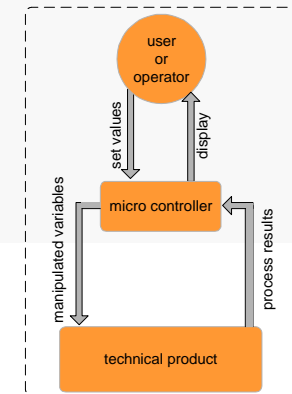 user
or
operator
set values
display
micro controller
manipulated variables
process results
technical product